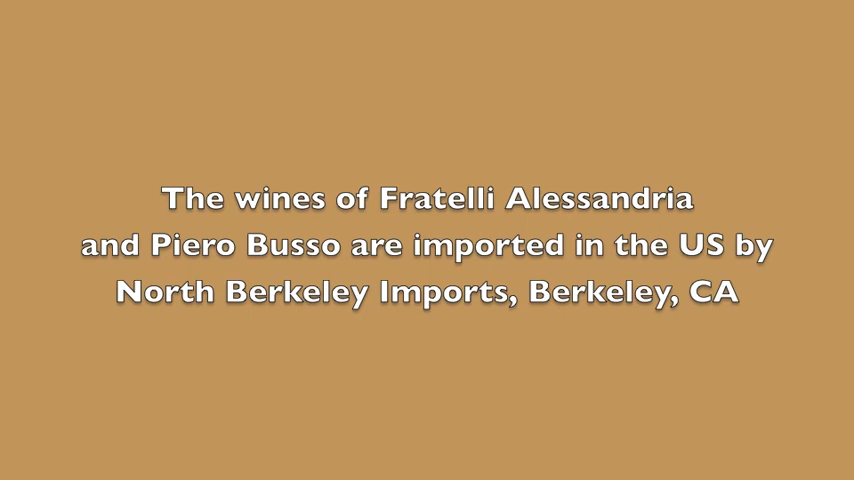 The wines of Fratelli Alessandria
and Piero Busso are imported in the US by
North Berkeley Imports, Berkeley, CA